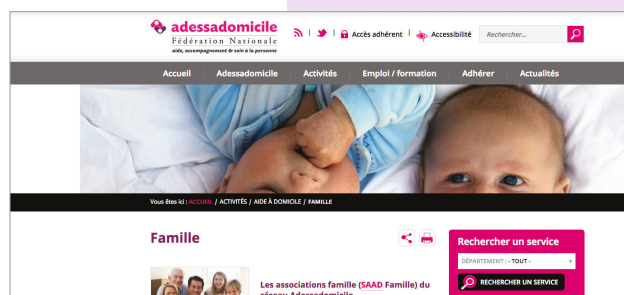 adessadomicile
Fédération Nationale
aide, accompagnement & soin à la personne
Accès adhérent
Accessibilité
Rechercher...
Accueil Adessadomicile Activités Emploi / formation Adhérer Actualités
Vous êtes ici : ACCUEIL / ACTIVITÉS / AIDE À DOMICILE / FAMILLE
Famille
Rechercher un service
DÉPARTEMENT : - TOUT -
RECHERCHER UN SERVICE
Les associations famille (SAAD Famille) du
réseau Adessadomicile